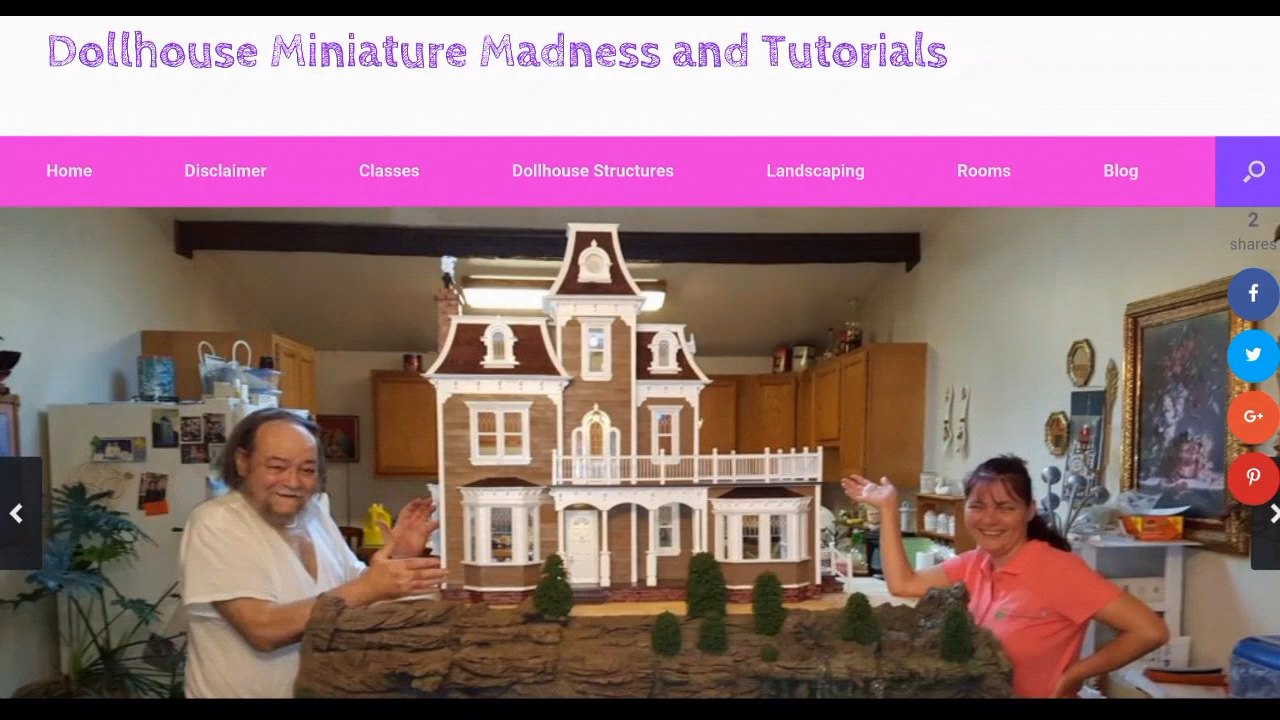 Dollhouse Miniature Madness and Tutorials
Home Disclaimer Classes Dollhouse Structures Landscaping Rooms Blog
2
shares
G+